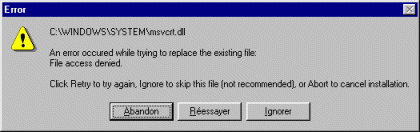 Error
C:\WINDOWS\SYSTEM\msvcrt.dll
An error occured while trying to replace the existing file:
File access denied.
Click Retry to try again, Ignore to skip this file (not recommended), or Abort to cancel installation.
Abandon Réessayer Ignorer